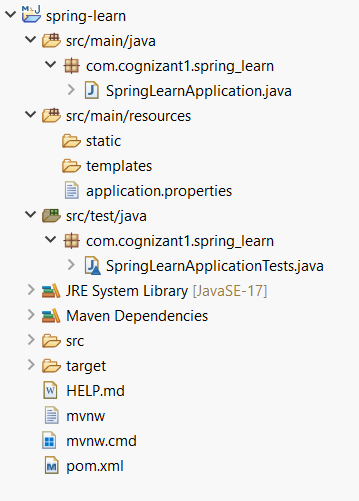 spring-learn
src/main/java
com.cognizant1.spring_learn
SpringLearnApplication.java
src/main/resources
static
templates
application.properties
src/test/java
com.cognizant1.spring_learn
SpringLearnApplicationTests.java
JRE System Library [JavaSE-17]
Maven Dependencies
src
target
HELP.md
mvnw
mvnw.cmd
pom.xml